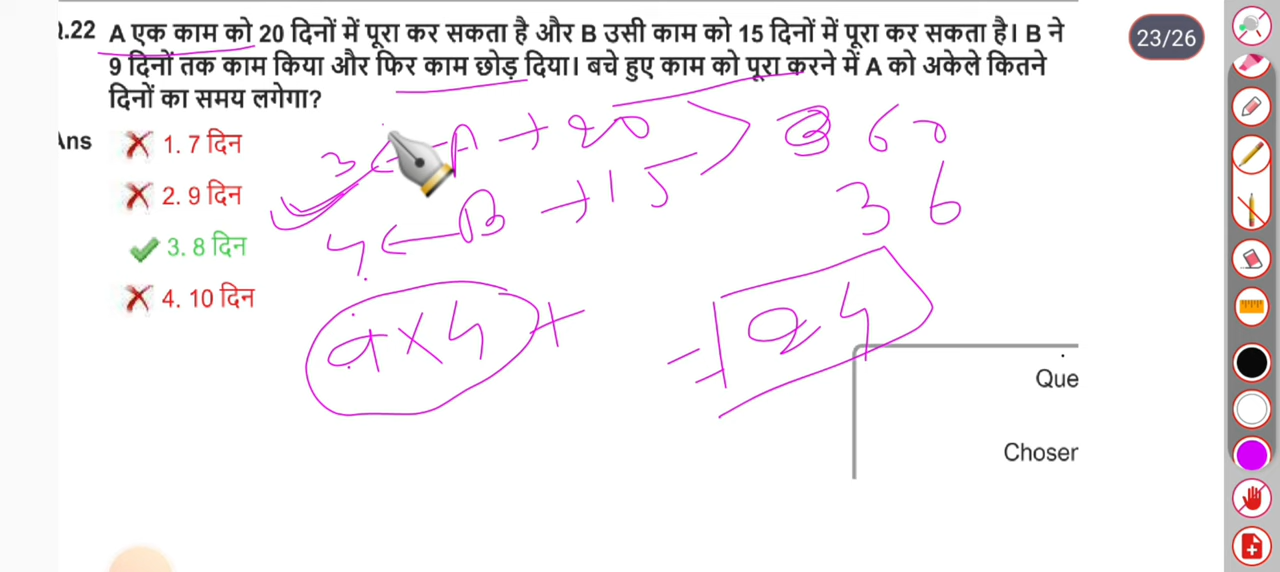 .22 A एक काम को 20 दिनों में पूरा कर सकता है और B उसी काम को 15 दिनों में पूरा कर सकता है। B ने
9 दिनों तक काम किया और फिर काम छोड़ दिया। बचे हुए काम को पूरा करने में A को अकेले कितने
दिनों का समय लगेगा?
23/26
Ans 1. 7 दिन
2. 9 दिन
3. 8 दिन
4. 10 दिन
3 ← A → 20
60
4 ← B → 15
36
9 × 4 +
= 24
Que
Choser